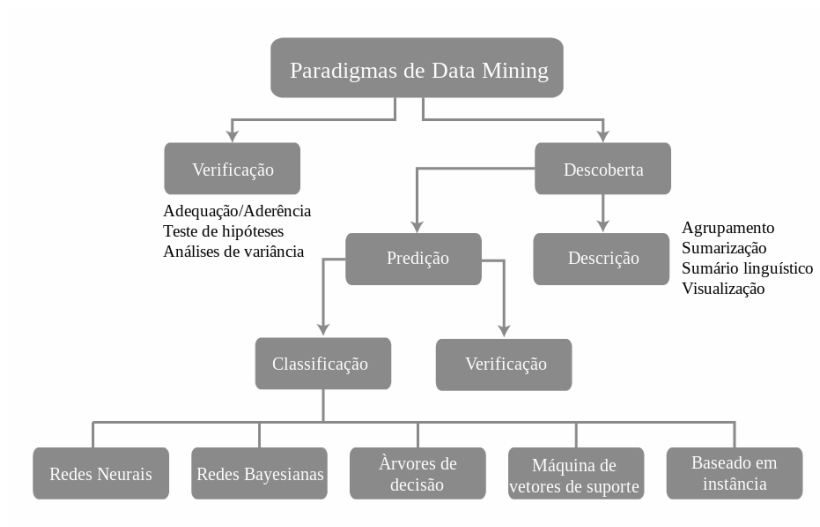 Paradigmas de Data Mining
Verificação
Descoberta
Adequação/Aderência
Teste de hipóteses
Análises de variância
Predição
Descrição
Agrupamento
Sumarização
Sumário linguístico
Visualização
Classificação
Verificação
Redes Neurais
Redes Bayesianas
Àrvores de
decisão
Máquina de
vetores de suporte
Baseado em
instância